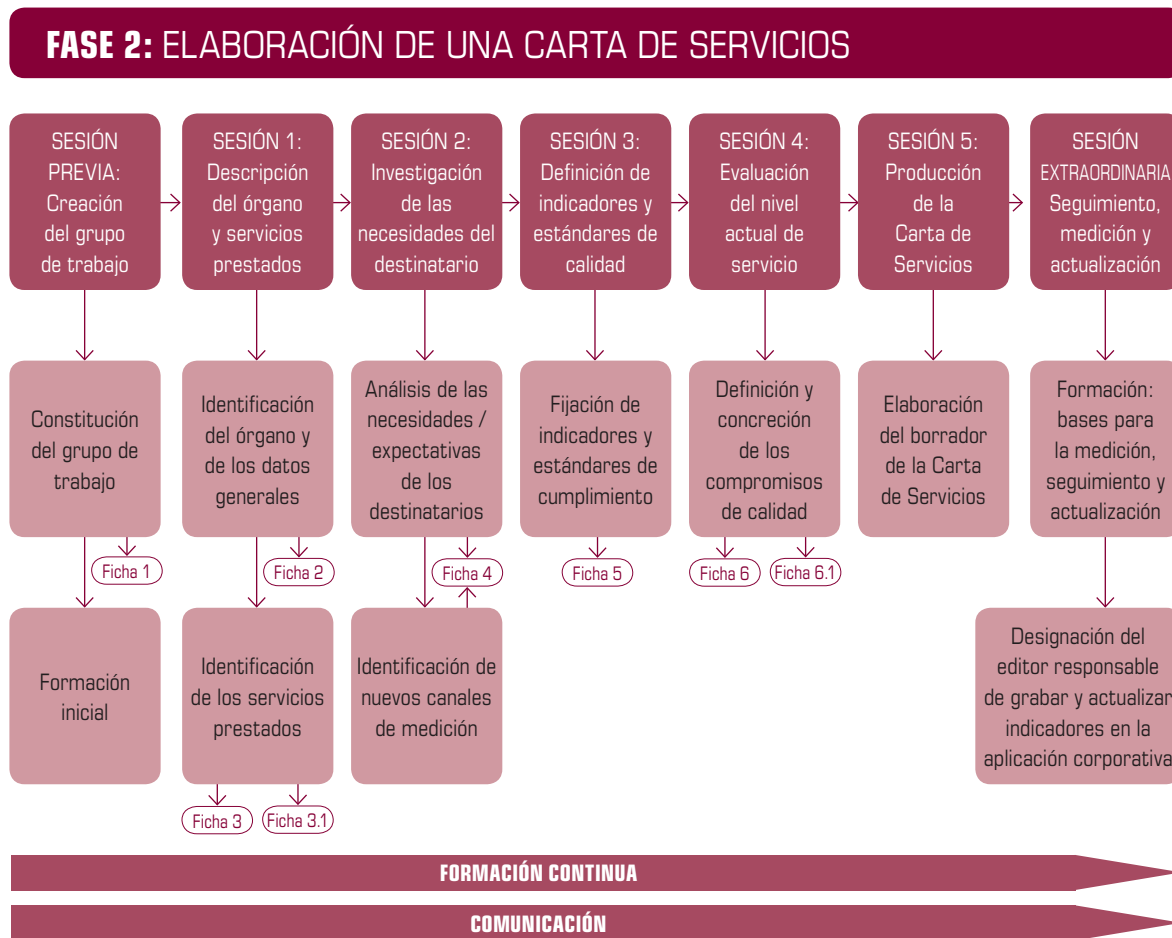 FASE 2: ELABORACIÓN DE UNA CARTA DE SERVICIOS
SESIÓN
PREVIA:
Creación
del grupo
de trabajo
SESIÓN 1:
Descripción
del órgano
y servicios
prestados
SESIÓN 2:
Investigación
de las
necesidades del
destinatario
SESIÓN 3:
Definición de
indicadores y
estándares de
calidad
SESIÓN 4:
Evaluación
del nivel
actual de
servicio
SESIÓN 5:
Producción
de la
Carta de
Servicios
SESIÓN
EXTRAORDINARIA
Seguimiento,
medición y
actualización
Constitución
del grupo de
trabajo
Identificación
del órgano y
de los datos
generales
Análisis de las
necesidades /
expectativas
de los
destinatarios
Fijación de
indicadores y
estándares de
cumplimiento
Definición y
concreción
de los
compromisos
de calidad
Elaboración
del borrador
de la Carta
de Servicios
Formación:
bases para
la medición,
seguimiento y
actualización
Ficha 1
Ficha 2
Ficha 4
Ficha 5
Ficha 6
Ficha 6.1
Formación
inicial
Identificación
de los servicios
prestados
Identificación de
nuevos canales
de medición
Designación del
editor responsable
de grabar y actualizar
indicadores en la
aplicación corporativa
Ficha 3
Ficha 3.1
FORMACIÓN CONTINUA
COMUNICACIÓN